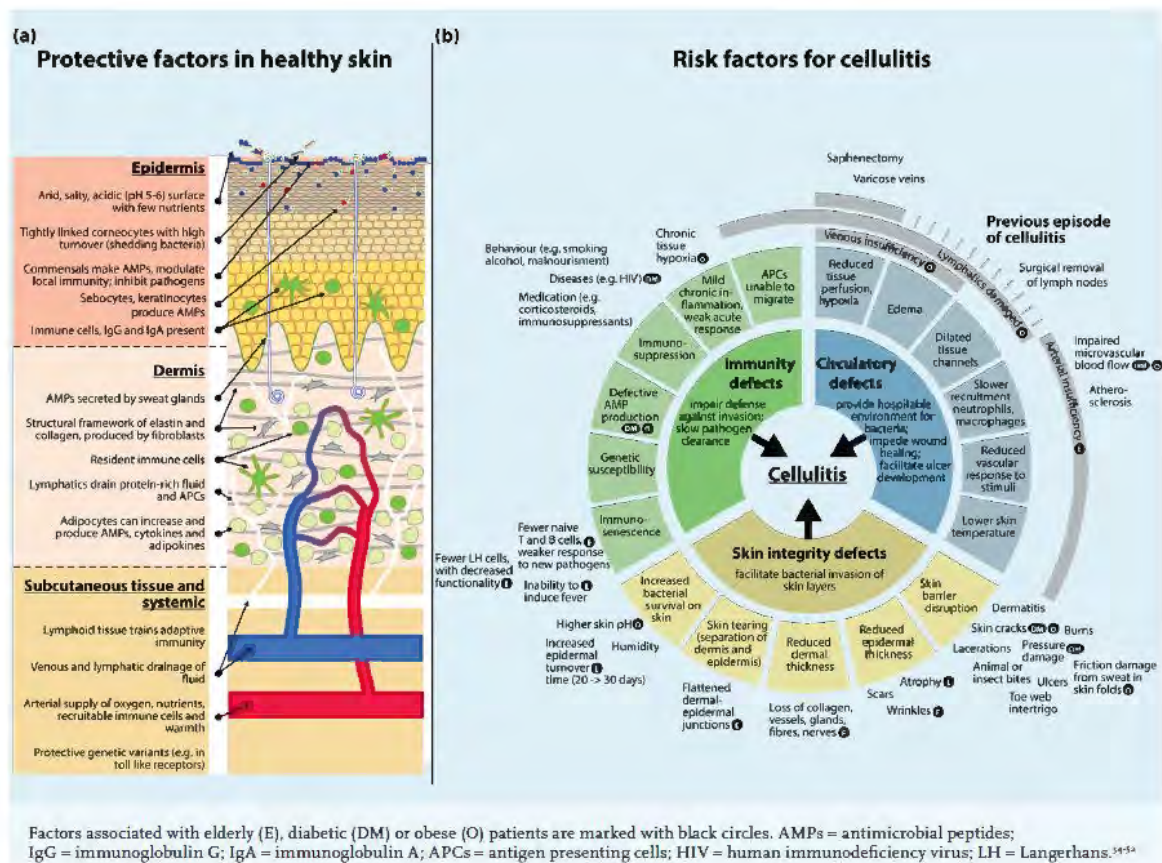 (a)
Protective factors in healthy skin
Epidermis
Arid, salty, acidic (pH 5-6) surface
with few nutrients
Tightly linked corneocytes with high
turnover (shedding bacteria)
Commensals make AMPs, modulate
local immunity; inhibit pathogens
Sebocytes, keratinocytes
produce AMPs
Immune cells, IgG and IgA present
Dermis
AMPs secreted by sweat glands
Structural framework of elastin and
collagen, produced by fibroblasts
Resident immune cells
Lymphatics drain protein-rich fluid
and APCs
Adipocytes can increase and
produce AMPs, cytokines and
adipokines
Subcutaneous tissue and
systemic
Lymphoid tissue trains adaptive
immunity
Venous and lymphatic drainage of
fluid
Arterial supply of oxygen, nutrients,
recruitable immune cells and
warmth
Protective genetic variants (e.g. in
toll like receptors)
(b)
Risk factors for cellulitis
Saphenectomy
Varicose veins
Previous episode
of cellulitis
Surgical removal
of lymph nodes
Venous insufficiency O
Lymphatics damaged O
Arterial insufficiency E
Impaired
microvascular
blood flow DM O
Athero-
sclerosis
Chronic
tissue
hypoxia O
Behaviour (e.g. smoking
alcohol, malnourisment)
Diseases (e.g. HIV) DM
Medication (e.g.
corticosteroids,
immunosuppressants)
APCs
unable to
migrate
Mild
chronic in-
flammation,
weak acute
response
Immuno-
suppression
Defective
AMP
production
DM O
Genetic
susceptibility
Immuno-
senescence
Reduced
tissue
perfusion,
hypoxia
Edema
Dilated
tissue
channels
Slower
recruitment
neutrophils,
macrophages
Reduced
vascular
response to
stimuli
Lower skin
temperature
Immunity
defects
impair defense
against invasion;
slow pathogen
clearance
Circulatory
defects
provide hospitable
environment for
bacteria;
impede wound
healing;
facilitate ulcer
development
Cellulitis
Skin integrity defects
facilitate bacterial invasion of
skin layers
Fewer naive
T and B cells, E
weaker response
to new pathogens
Fewer LH cells,
with decreased
functionality E
Inability to E
induce fever
Increased
bacterial
survival on
skin
Skin tearing
(separation of
dermis and
epidermis)
Reduced
dermal
thickness
Reduced
epidermal
thickness
Skin
barrier
disruption
Higher skin pH O
Humidity
Increased
epidermal
turnover E
time (20 -> 30 days)
Flattened
dermal-
epidermal
junctions E
Loss of collagen,
vessels, glands,
fibres, nerves E
Atrophy E
Scars
Wrinkles E
Dermatitis
Skin cracks DM O
Burns
Lacerations
Pressure
damage DM
Animal or
insect bites
Ulcers
Friction damage
from sweat in
skin folds O
Toe web
intertrigo
Factors associated with elderly (E), diabetic (DM) or obese (O) patients are marked with black circles. AMPs = antimicrobial peptides;
IgG = immunoglobulin G; IgA = immunoglobulin A; APCs = antigen presenting cells; HIV = human immunodeficiency virus; LH = Langerhans.